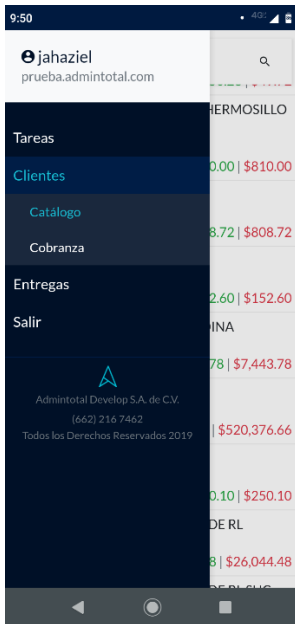 9:50
4G
jahaziel
prueba.admintotal.com
HERMOSILLO
Tareas
0.00 | $810.00
Clientes
Catálogo
8.72 | $808.72
Cobranza
Entregas
2.60 | $152.60
Salir
INA
78 | $7,443.78
Admintotal Develop S.A. de C.V.
(662) 216 7462
| $520,376.66
Todos los Derechos Reservados 2019
0.10 | $250.10
DE RL
8 | $26,044.48